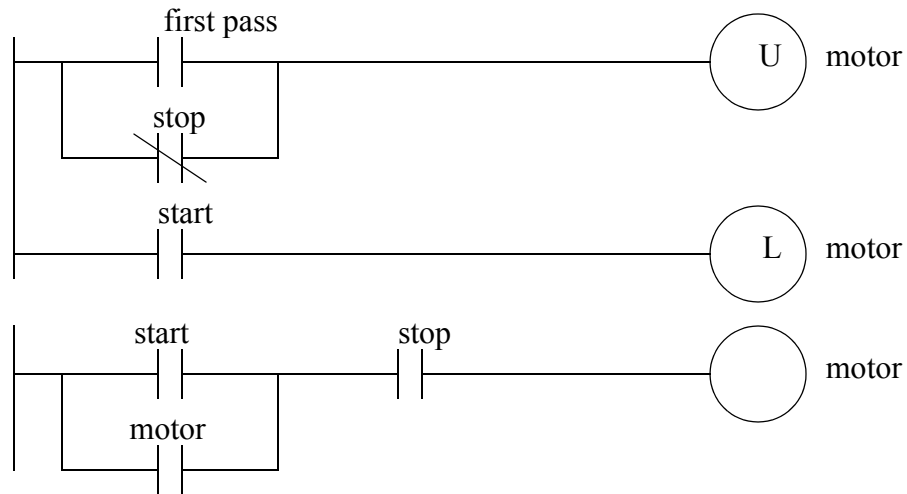 first pass
U motor
stop
start
L motor
start stop
motor
motor